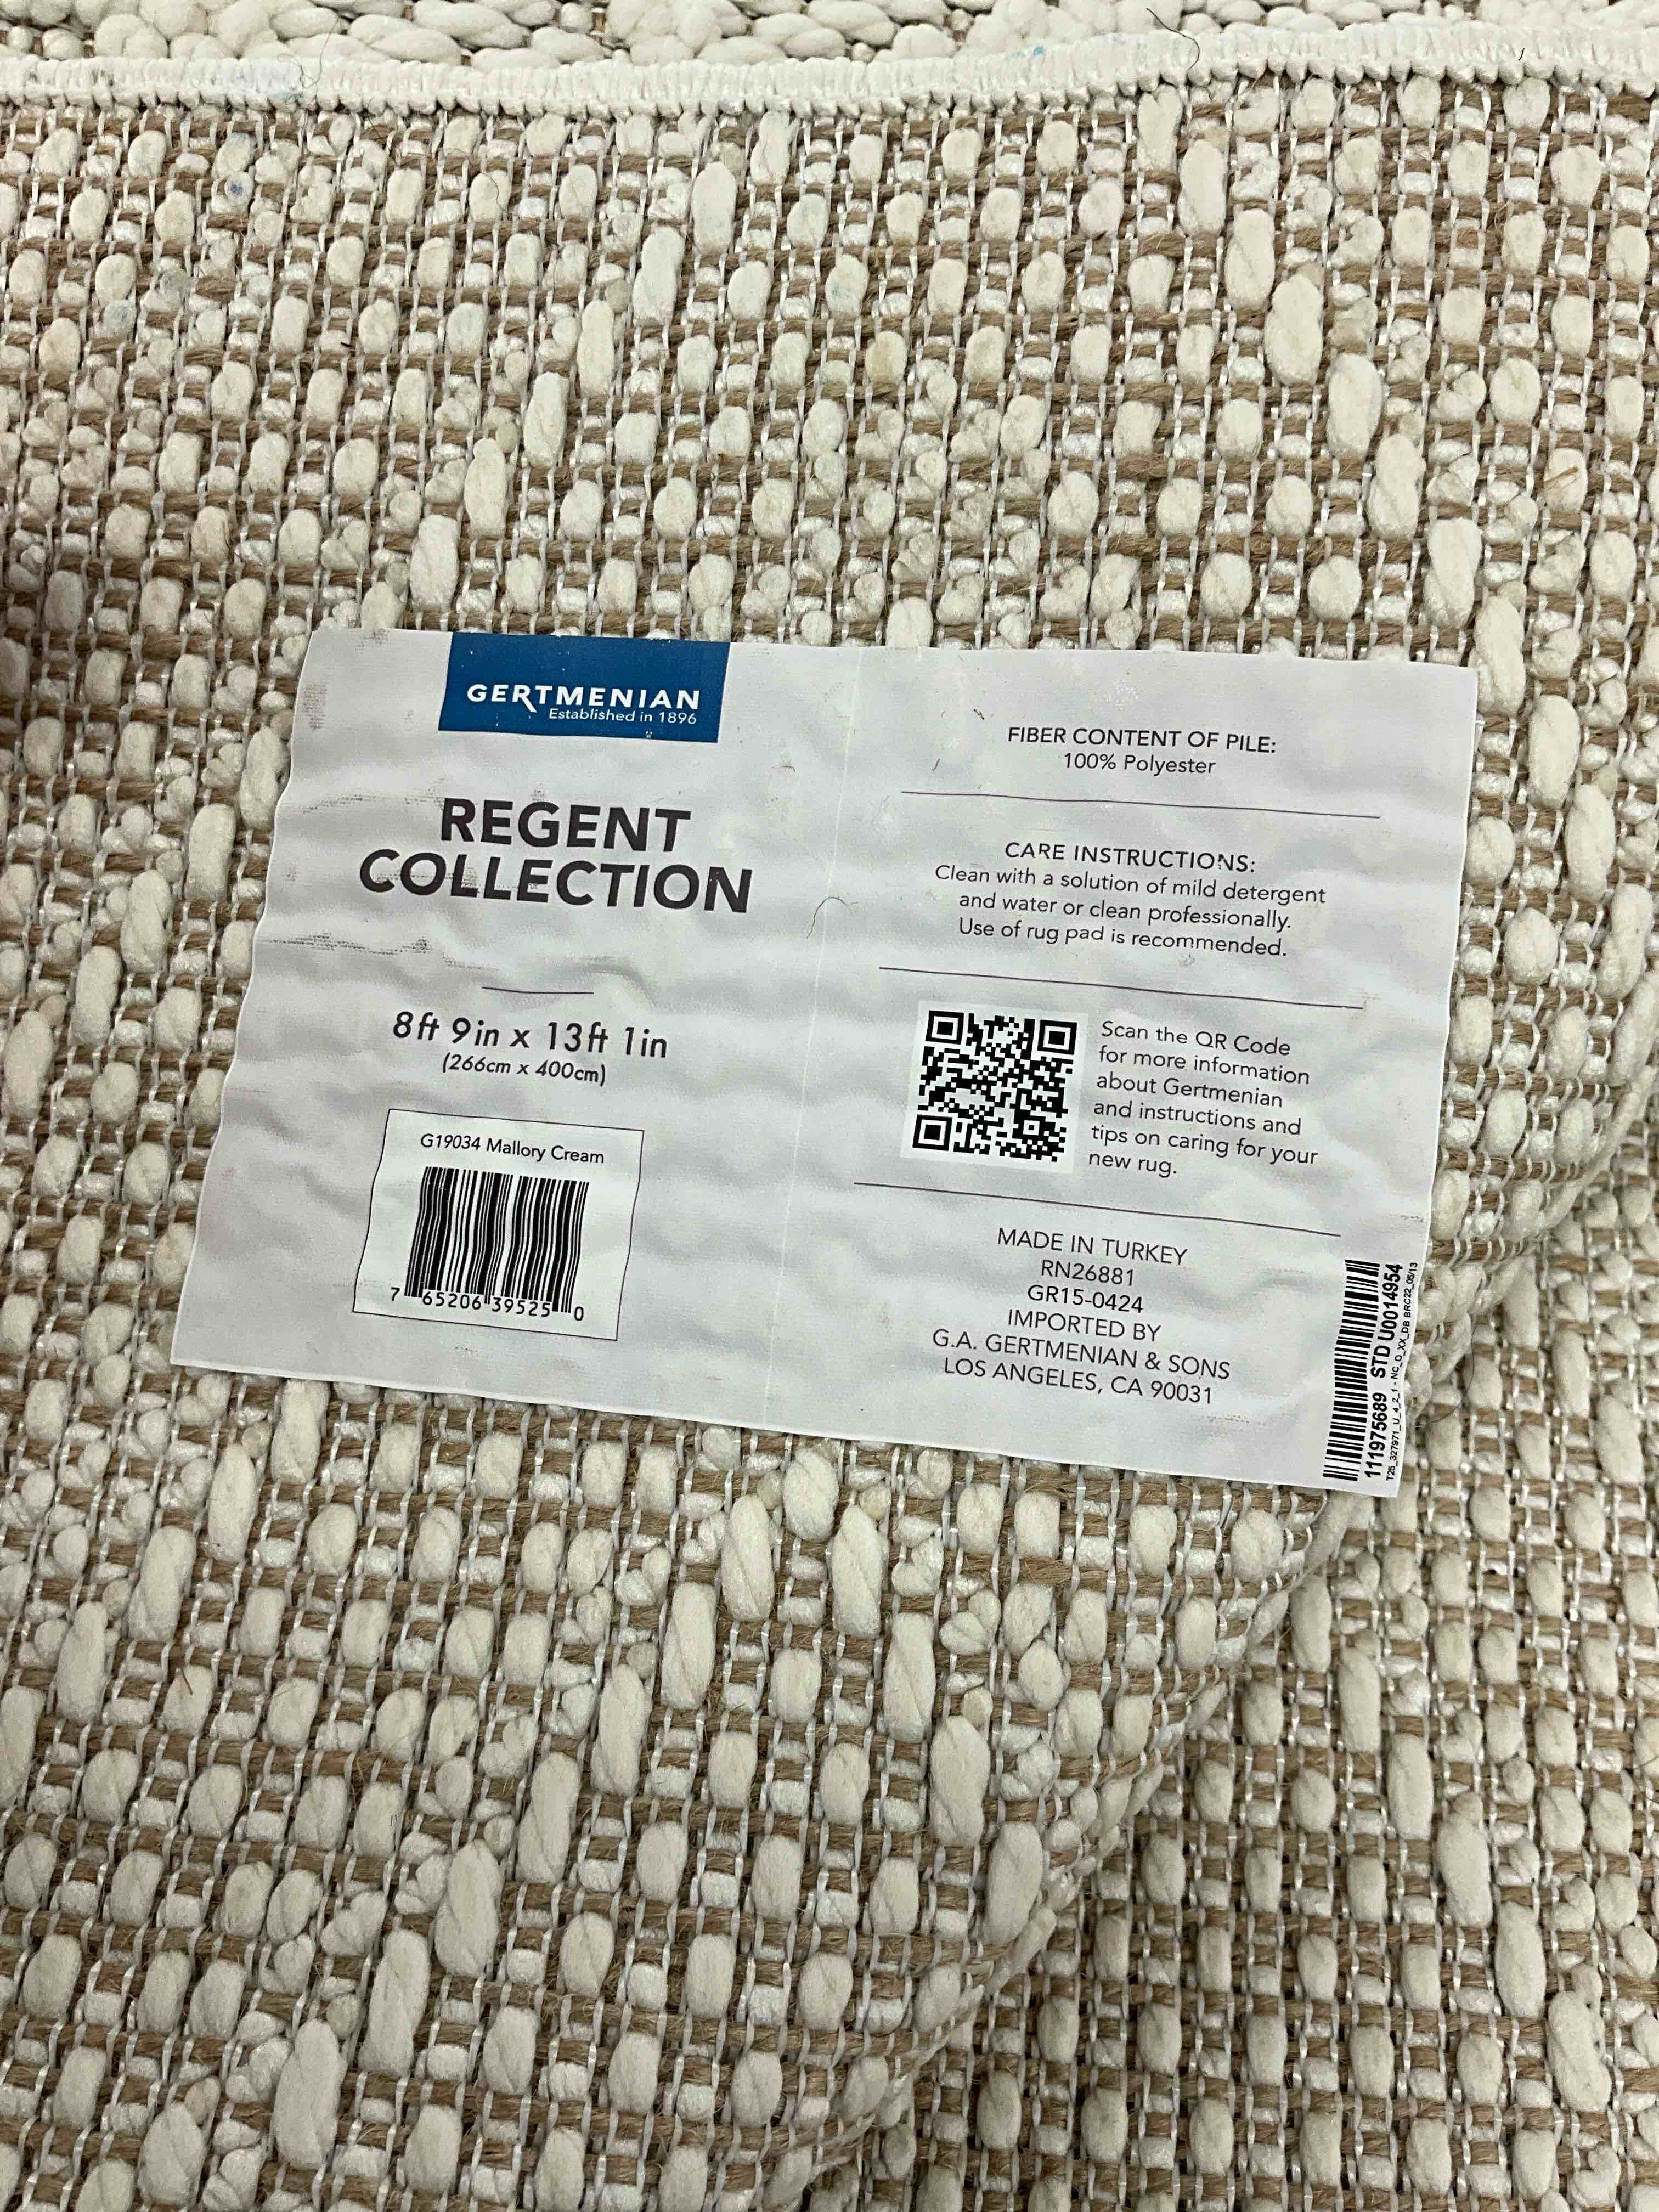 GERTMENIAN
Established in 1896
REGENT
COLLECTION
8ft 9in x 13ft 1in
(266cm x 400cm)
G19034 Mallory Cream
7 65206 39525 0
FIBER CONTENT OF PILE:
100% Polyester
CARE INSTRUCTIONS:
Clean with a solution of mild detergent
and water or clean professionally.
Use of rug pad is recommended.
Scan the QR Code
for more information
about Gertmenian
and instructions and
tips on caring for your
new rug.
MADE IN TURKEY
RN26881
GR15-0424
IMPORTED BY
G.A. GERTMENIAN & SONS
LOS ANGELES, CA 90031
111975689 STD U0014954
T25_327971_U_4_2_1 - NC_O_XX_DB BRC22_05/13